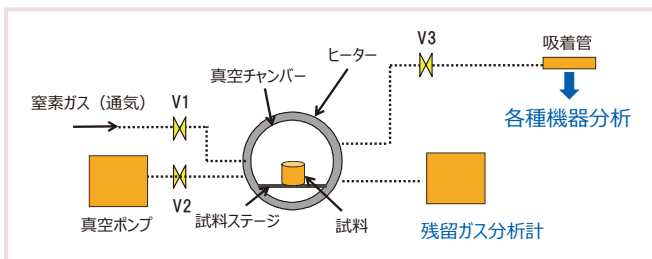 ヒーター
V3
吸着管
真空チャンバー
窒素ガス（通気）
V1
各種機器分析
V2
真空ポンプ
試料ステージ
試料
残留ガス分析計